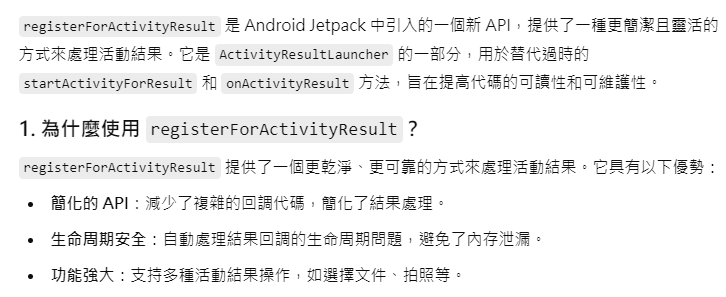 registerForActivityResult 是 Android Jetpack 中引入的一個新 API，提供了一種更簡潔且靈活的
方式來處理活動結果。它是 ActivityResultLauncher 的一部分，用於替代過時的
startActivityForResult 和 onActivityResult 方法，旨在提高代碼的可讀性和可維護性。
1. 為什麼使用 registerForActivityResult？
registerForActivityResult 提供了一個更乾淨、更可靠的方式來處理活動結果。它具有以下優勢：
• 簡化的 API：減少了複雜的回調代碼，簡化了結果處理。
• 生命周期安全：自動處理結果回調的生命周期問題，避免了內存泄漏。
• 功能強大：支持多種活動結果操作，如選擇文件、拍照等。